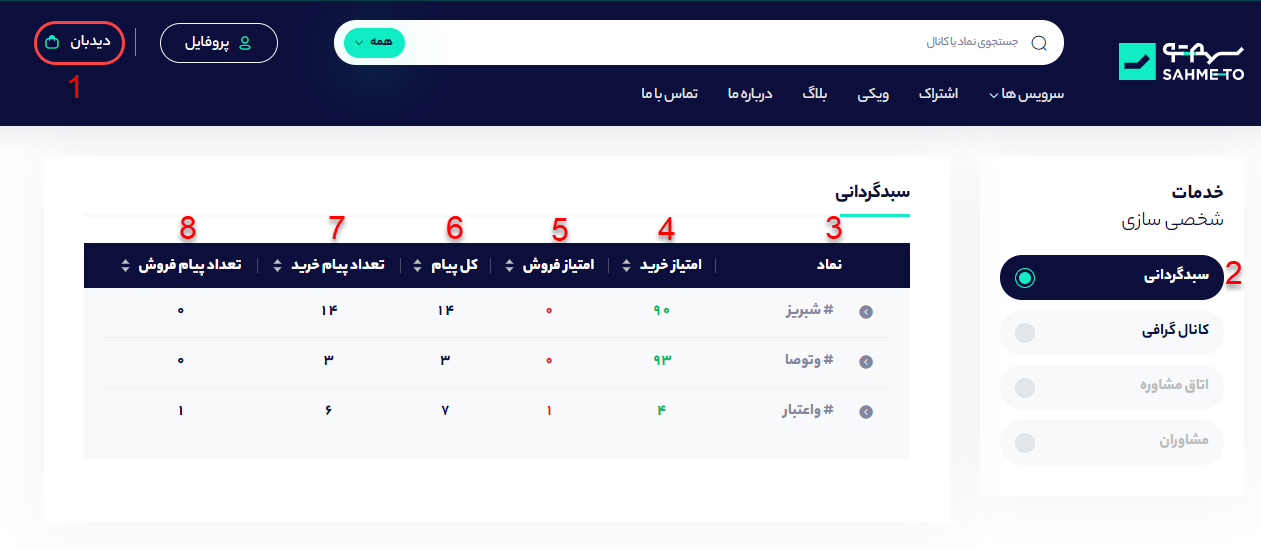 سهمتو
SAHMETO
جستجوی نماد یا کانال
همه
پروفایل
دیدبان
1
سرویس ها
اشتراک
ویکی
بلاگ
درباره ما
تماس با ما
خدمات
شخصی سازی
سبدگردانی
2
کانال گرافی
اتاق مشاوره
مشاوران
سبدگردانی
3 4 5 6 7 8
نماد امتیاز خرید امتیاز فروش کل پیام تعداد پیام خرید تعداد پیام فروش
# شبریز ۹۰ ۰ ۱۴ ۱۴ ۰
# وتوصا ۹۳ ۰ ۳ ۳ ۰
# واعتبار ۴ ۱ ۷ ۶ ۱